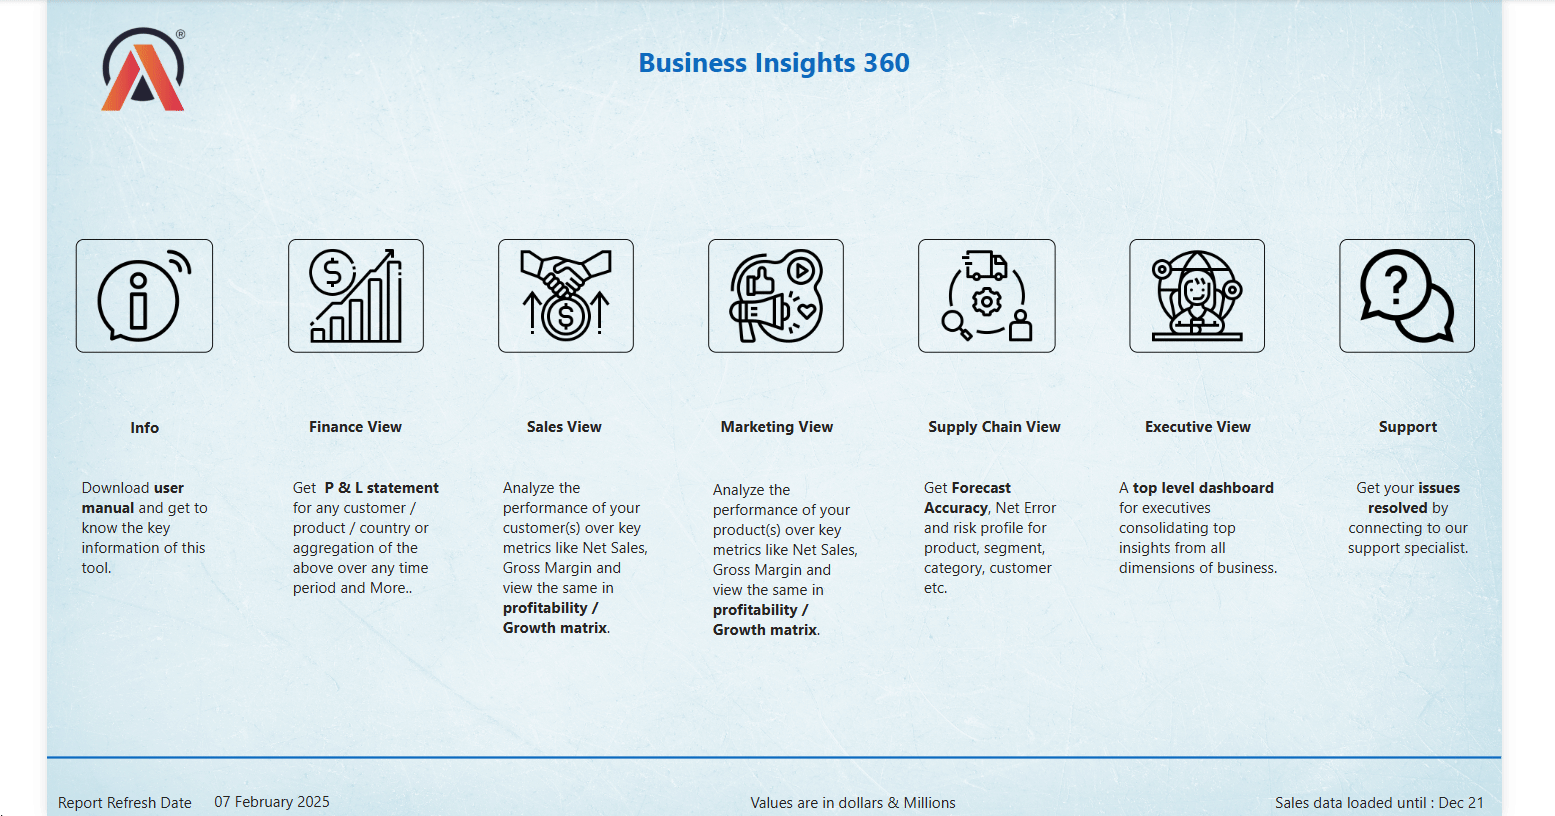 ®
Business Insights 360
Info
Download user
manual and get to
know the key
information of this
tool.
Finance View
Get P & L statement
for any customer /
product / country or
aggregation of the
above over any time
period and More..
Sales View
Analyze the
performance of your
customer(s) over key
metrics like Net Sales,
Gross Margin and
view the same in
profitability /
Growth matrix.
Marketing View
Analyze the
performance of your
product(s) over key
metrics like Net Sales,
Gross Margin and
view the same in
profitability /
Growth matrix.
Supply Chain View
Get Forecast
Accuracy, Net Error
and risk profile for
product, segment,
category, customer
etc.
Executive View
A top level dashboard
for executives
consolidating top
insights from all
dimensions of business.
Support
Get your issues
resolved by
connecting to our
support specialist.
Report Refresh Date 07 February 2025
Values are in dollars & Millions
Sales data loaded until : Dec 21